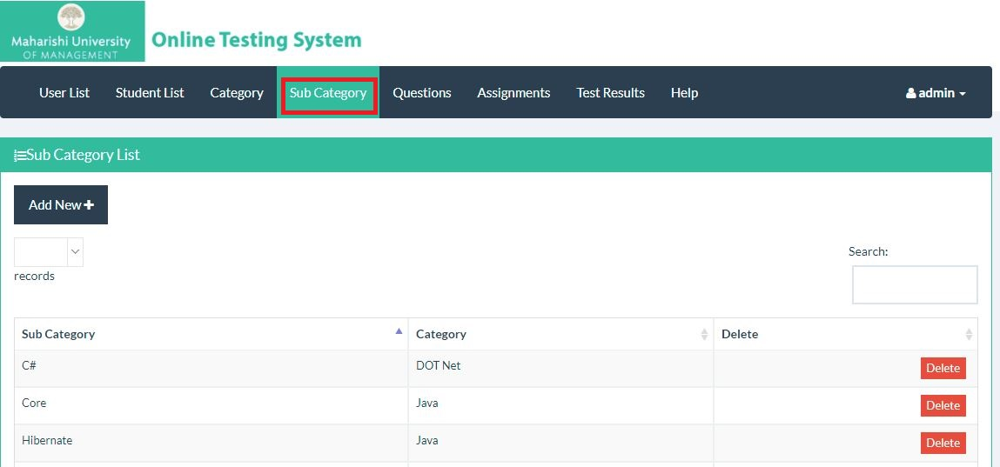 Maharishi University
OF MANAGEMENT
Online Testing System
User List Student List Category Sub Category Questions Assignments Test Results Help admin
Sub Category List
Add New
records
Search:
Sub Category Category Delete
C# DOT Net Delete
Core Java Delete
Hibernate Java Delete